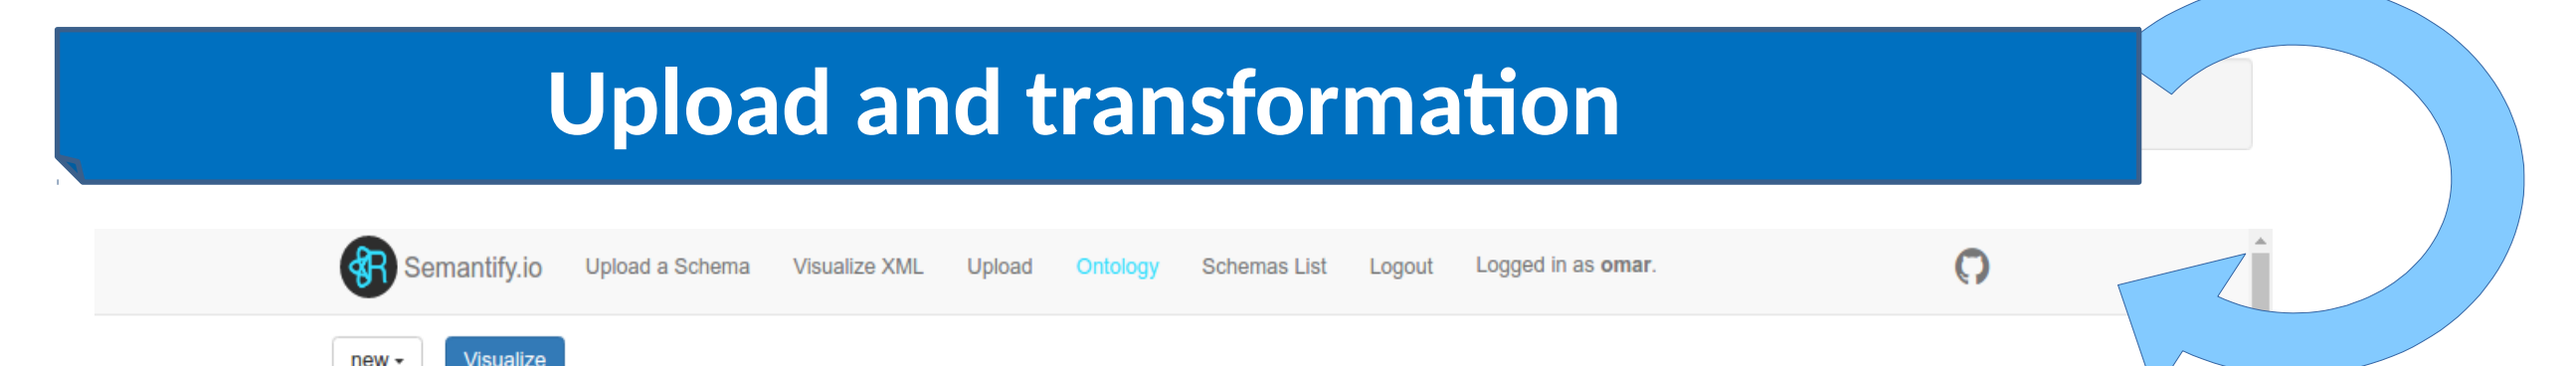 Upload and transformation
Semantify.io Upload a Schema Visualize XML Upload Ontology Schemas List Logout Logged in as omar.
new Visualize